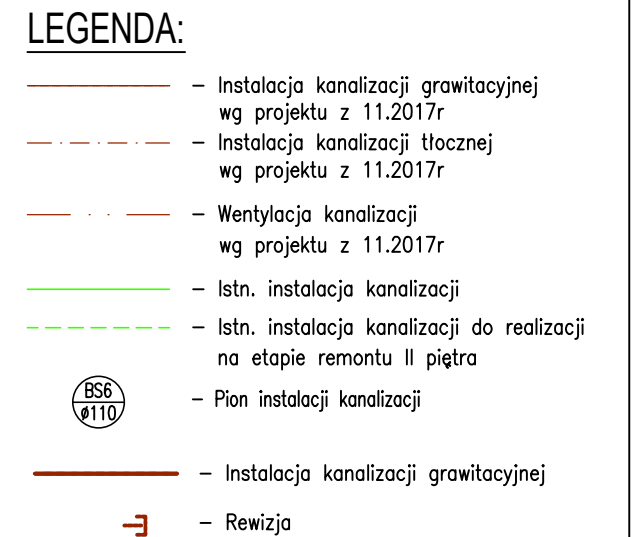 LEGENDA:
– Instalacja kanalizacji grawitacyjnej
wg projektu z 11.2017r
– Instalacja kanalizacji tłocznej
wg projektu z 11.2017r
– Wentylacja kanalizacji
wg projektu z 11.2017r
– Istn. instalacja kanalizacji
– Istn. instalacja kanalizacji do realizacji
na etapie remontu II piętra
BS6
ø110
– Pion instalacji kanalizacji
– Instalacja kanalizacji grawitacyjnej
– Rewizja